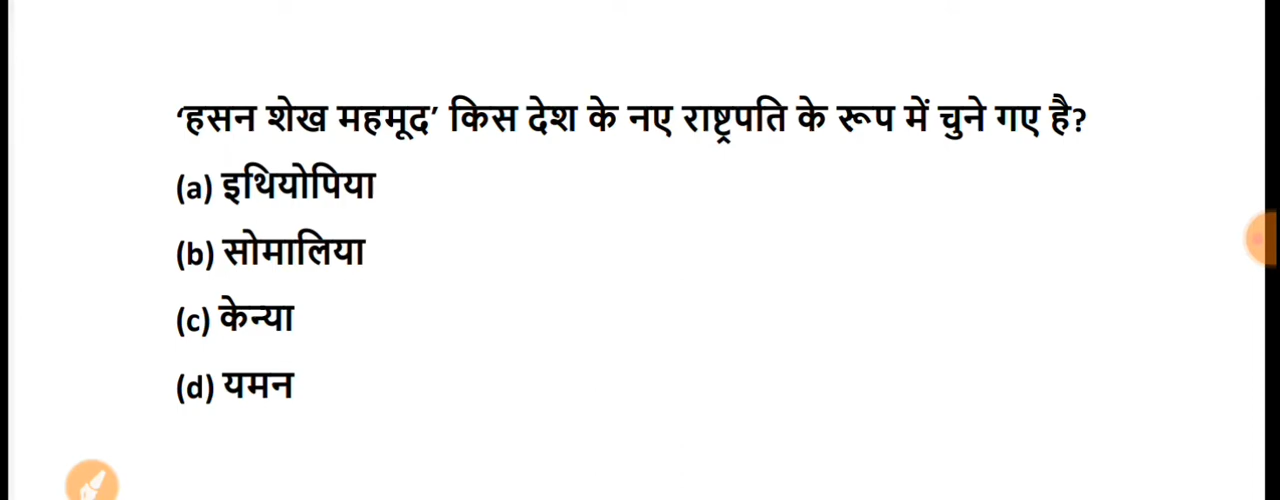 ‘हसन शेख महमूद’ किस देश के नए राष्ट्रपति के रूप में चुने गए है?
(a) इथियोपिया
(b) सोमालिया
(c) केन्या
(d) यमन